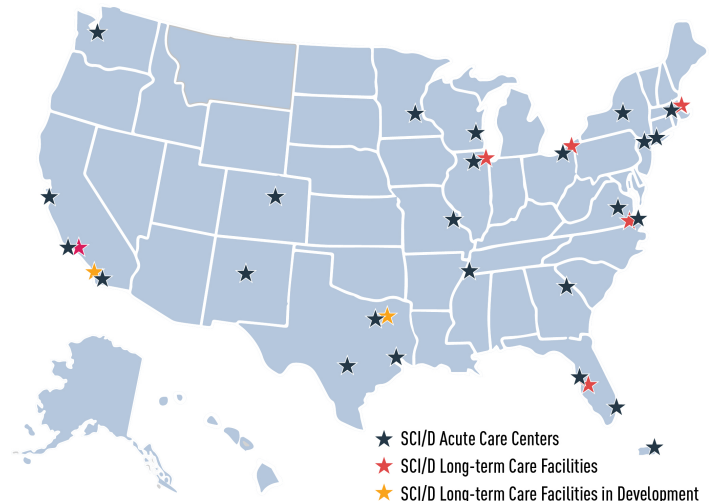 SCI/D Acute Care Centers
SCI/D Long-term Care Facilities
SCI/D Long-term Care Facilities in Development